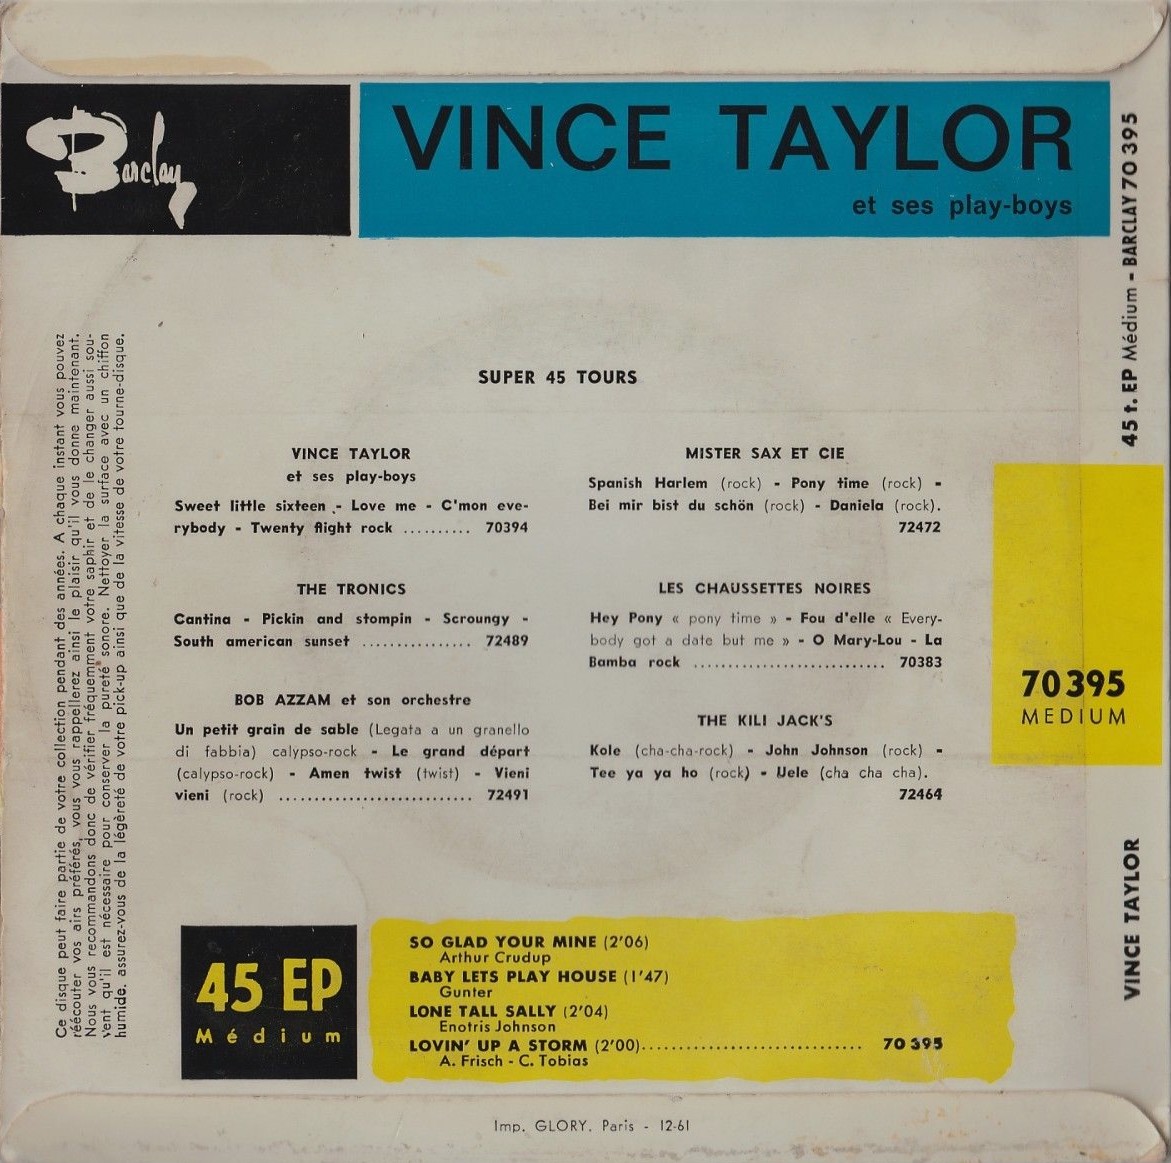 Barclay
VINCE TAYLOR
et ses play-boys
45 t. EP Médium - BARCLAY 70 395
SUPER 45 TOURS
VINCE TAYLOR
et ses play-boys
Sweet little sixteen - Love me - C'mon eve-
rybody - Twenty flight rock .......... 70394
THE TRONICS
Cantina - Pickin and stompin - Scroungy -
South american sunset ............... 72489
BOB AZZAM et son orchestre
Un petit grain de sable (Legata a un granello
di fabbia) calypso-rock - Le grand départ
(calypso-rock) - Amen twist (twist) - Vieni
vieni (rock) ........................... 72491
MISTER SAX ET CIE
Spanish Harlem (rock) - Pony time (rock) -
Bei mir bist du schön (rock) - Daniela (rock).
72472
LES CHAUSSETTES NOIRES
Hey Pony « pony time » - Fou d'elle « Every-
body got a date but me » - O Mary-Lou - La
Bamba rock ........................... 70383
THE KILI JACK'S
Kole (cha-cha-rock) - John Johnson (rock) -
Tee ya ya ho (rock) - Uele (cha cha cha).
72464
70395
MEDIUM
VINCE TAYLOR
Ce disque peut faire partie de votre collection pendant des années. A chaque instant vous pouvez
réécouter vos airs préférés, vous vous rappellerez ainsi le plaisir qu'il vous donne maintenant.
Nous vous recommandons donc de vérifier fréquemment votre saphir et de le changer aussi sou-
vent qu'il est nécessaire pour conserver la pureté sonore. Nettoyer la surface avec un chiffon
humide. assurez-vous de la légèreté de votre pick-up ainsi que de la vitesse de votre tourne-disque.
45 EP
Médium
SO GLAD YOUR MINE (2'06)
Arthur Crudup
BABY LETS PLAY HOUSE (1'47)
Gunter
LONE TALL SALLY (2'04)
Enotris Johnson
LOVIN' UP A STORM (2'00).............................. 70 395
A. Frisch - C. Tobias
Imp. GLORY. Paris - 12-61